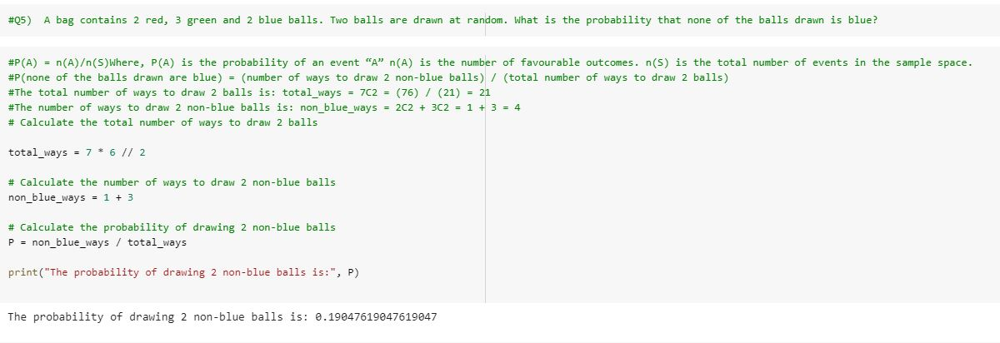 #Q5)  A bag contains 2 red, 3 green and 2 blue balls. Two balls are drawn at random. What is the probability that none of the balls drawn is blue?
#P(A) = n(A)/n(S)Where, P(A) is the probability of an event “A” n(A) is the number of favourable outcomes. n(S) is the total number of events in the sample space.
#P(none of the balls drawn are blue) = (number of ways to draw 2 non-blue balls) / (total number of ways to draw 2 balls)
#The total number of ways to draw 2 balls is: total_ways = 7C2 = (76) / (21) = 21
#The number of ways to draw 2 non-blue balls is: non_blue_ways = 2C2 + 3C2 = 1 + 3 = 4
# Calculate the total number of ways to draw 2 balls
total_ways = 7 * 6 // 2
# Calculate the number of ways to draw 2 non-blue balls
non_blue_ways = 1 + 3
# Calculate the probability of drawing 2 non-blue balls
P = non_blue_ways / total_ways
print("The probability of drawing 2 non-blue balls is:", P)
The probability of drawing 2 non-blue balls is: 0.19047619047619047